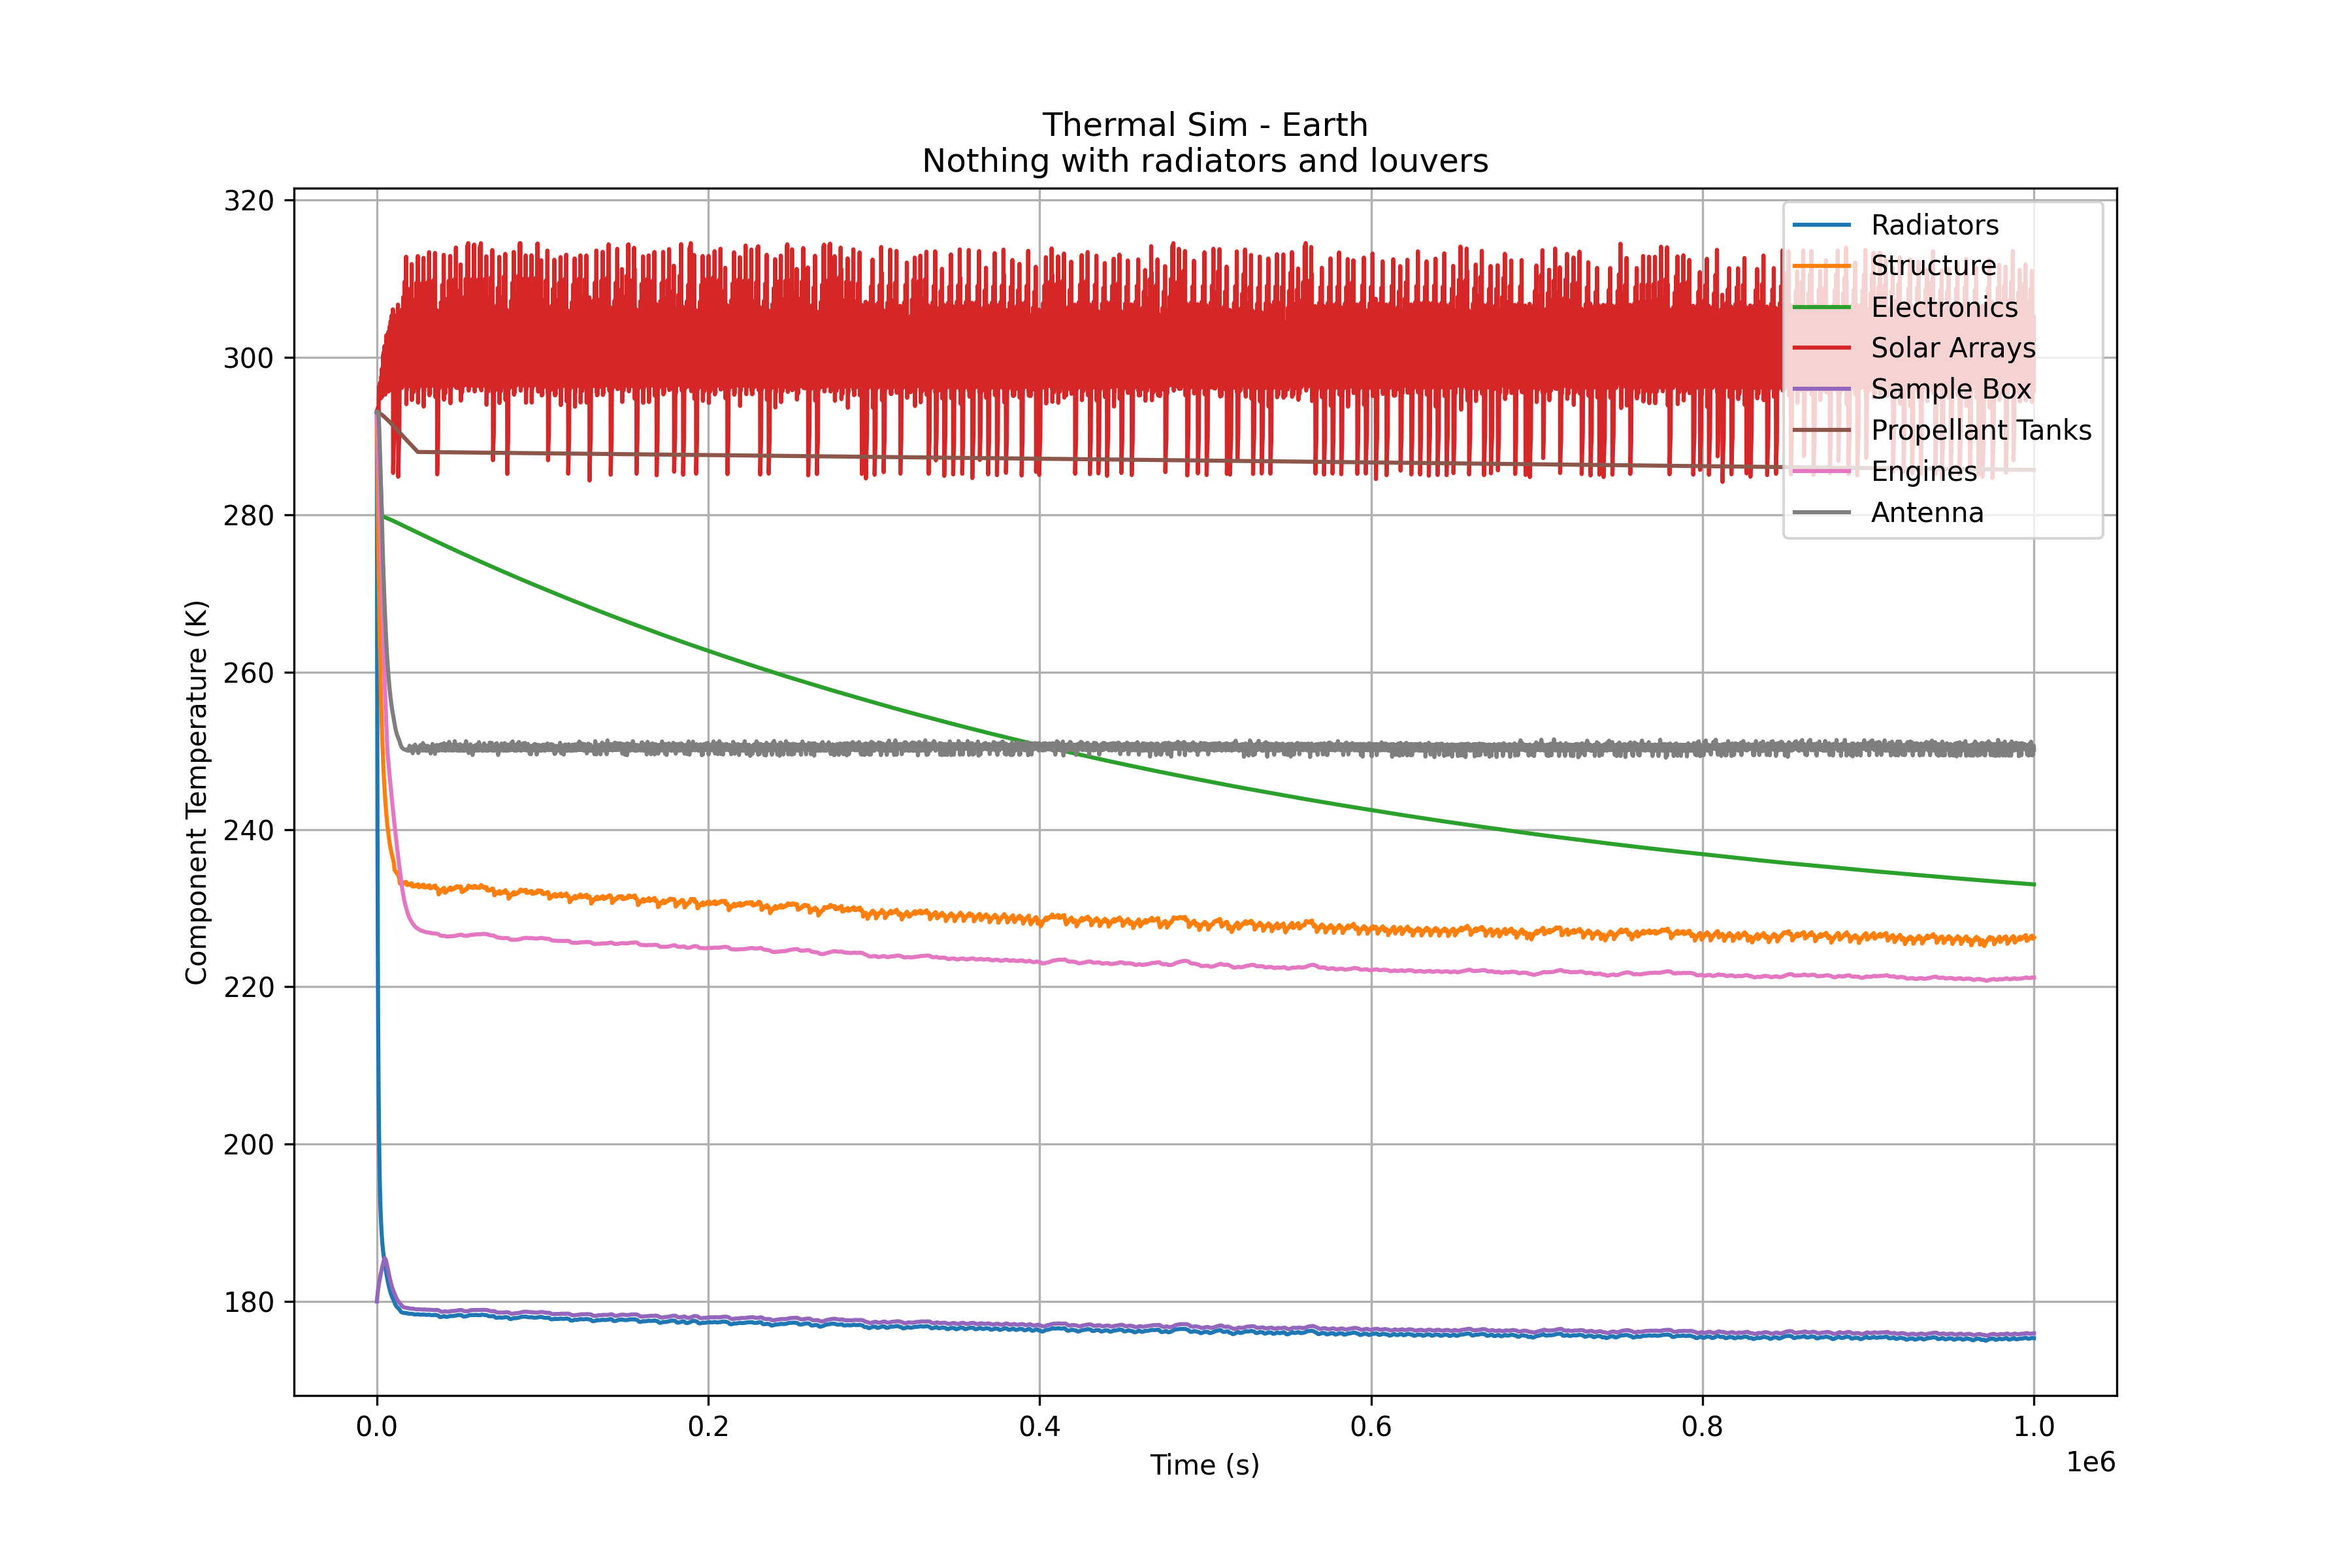 Thermal Sim - Earth
Nothing with radiators and louvers
320
300
280
260
240
220
200
180
Component Temperature (K)
Radiators
Structure
Electronics
Solar Arrays
Sample Box
Propellant Tanks
Engines
Antenna
0.0
0.2
0.4
0.6
0.8
1.0
1e6
Time (s)